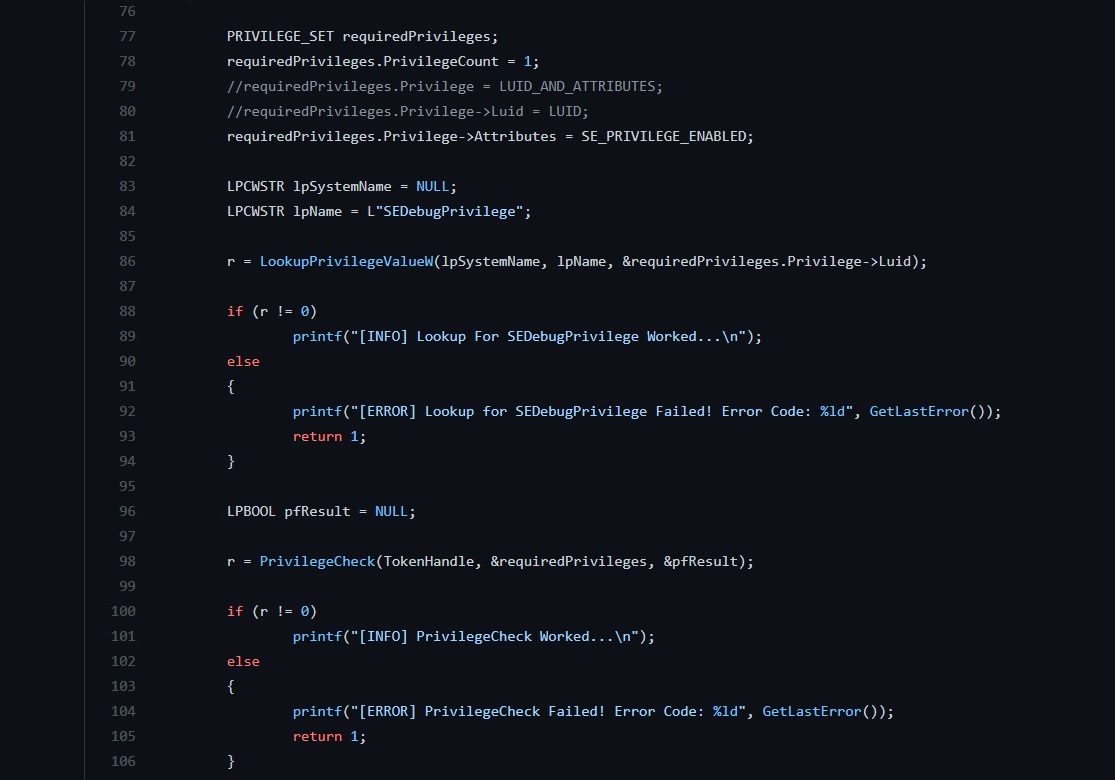 76
77 PRIVILEGE_SET requiredPrivileges;
78 requiredPrivileges.PrivilegeCount = 1;
79 //requiredPrivileges.Privilege = LUID_AND_ATTRIBUTES;
80 //requiredPrivileges.Privilege->Luid = LUID;
81 requiredPrivileges.Privilege->Attributes = SE_PRIVILEGE_ENABLED;
82
83 LPCWSTR lpSystemName = NULL;
84 LPCWSTR lpName = L"SEDebugPrivilege";
85
86 r = LookupPrivilegeValueW(lpSystemName, lpName, &requiredPrivileges.Privilege->Luid);
87
88 if (r != 0)
89 printf("[INFO] Lookup For SEDebugPrivilege Worked...\n");
90 else
91 {
92 printf("[ERROR] Lookup for SEDebugPrivilege Failed! Error Code: %ld", GetLastError());
93 return 1;
94 }
95
96 LPBOOL pfResult = NULL;
97
98 r = PrivilegeCheck(TokenHandle, &requiredPrivileges, &pfResult);
99
100 if (r != 0)
101 printf("[INFO] PrivilegeCheck Worked...\n");
102 else
103 {
104 printf("[ERROR] PrivilegeCheck Failed! Error Code: %ld", GetLastError());
105 return 1;
106 }